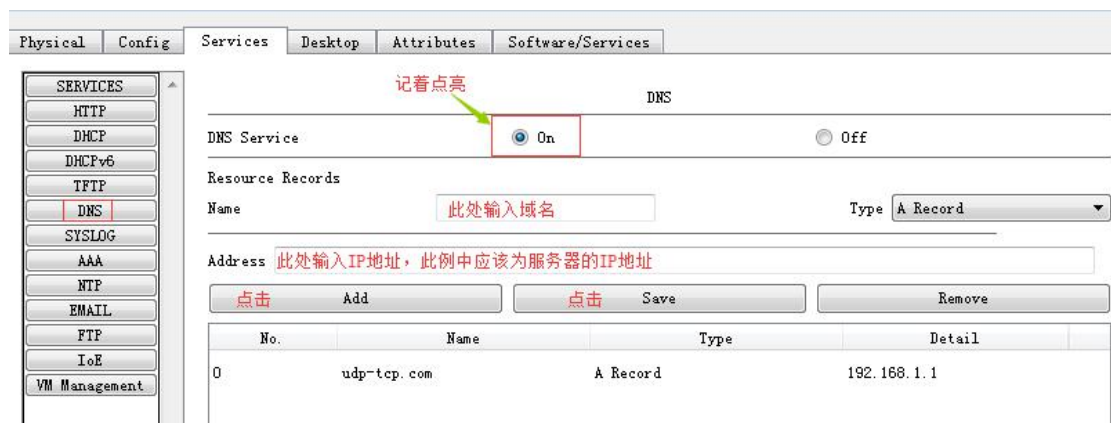 Physical Config Services Desktop Attributes Software/Services
SERVICES
HTTP
DHCP
DHCPv6
TFTP
DNS
SYSLOG
AAA
NTP
EMAIL
FTP
IoE
VM Management
记着点亮
DNS
DNS Service On Off
Resource Records
Name 此处输入域名 Type A Record
Address 此处输入IP地址，此例中应该为服务器的IP地址
点击 Add 点击 Save Remove
No. Name Type Detail
0 udp-tcp.com A Record 192.168.1.1